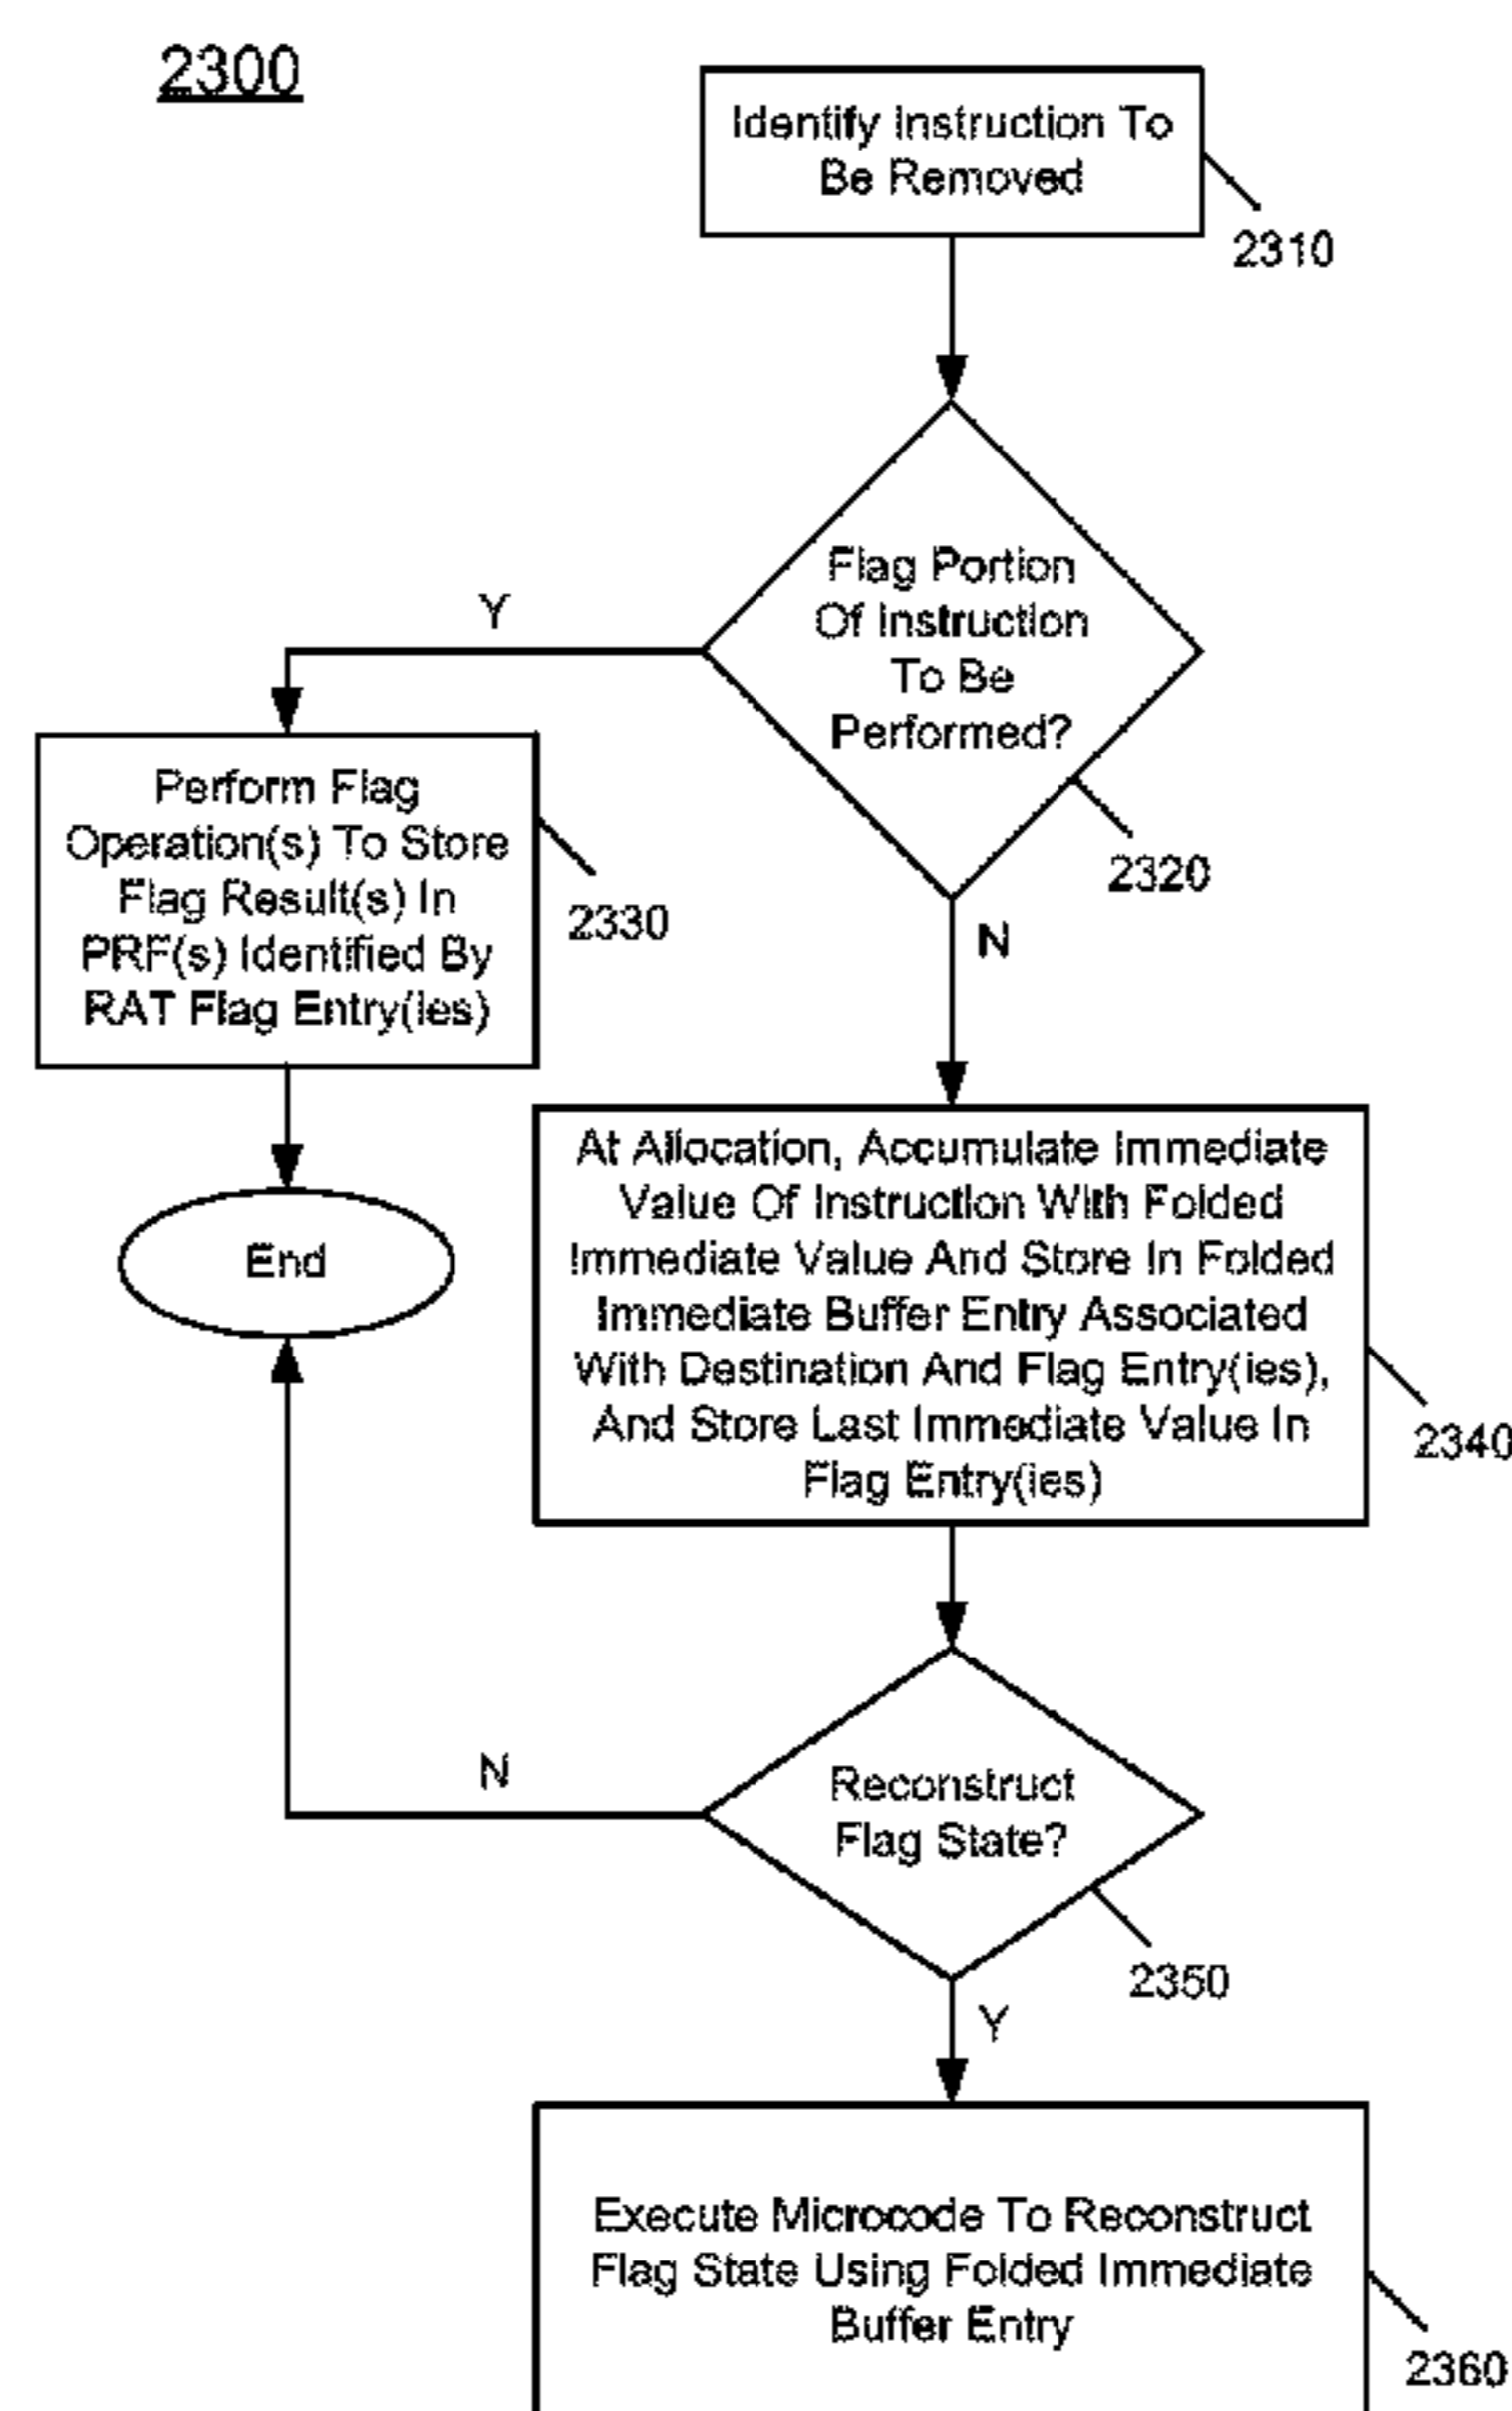 2300
Identify Instruction To
Be Removed
2310
Flag Portion
Of Instruction
To Be
Performed?
2320
Y
Perform Flag
Operation(s) To Store
Flag Result(s) In
PRF(s) Identified By
RAT Flag Entry(ies)
2330
N
End
At Allocation, Accumulate Immediate
Value Of Instruction With Folded
Immediate Value And Store In Folded
Immediate Buffer Entry Associated
With Destination And Flag Entry(ies),
And Store Last Immediate Value In
Flag Entry(ies)
2340
N
Reconstruct
Flag State?
2350
Y
Execute Microcode To Reconstruct
Flag State Using Folded Immediate
Buffer Entry
2360